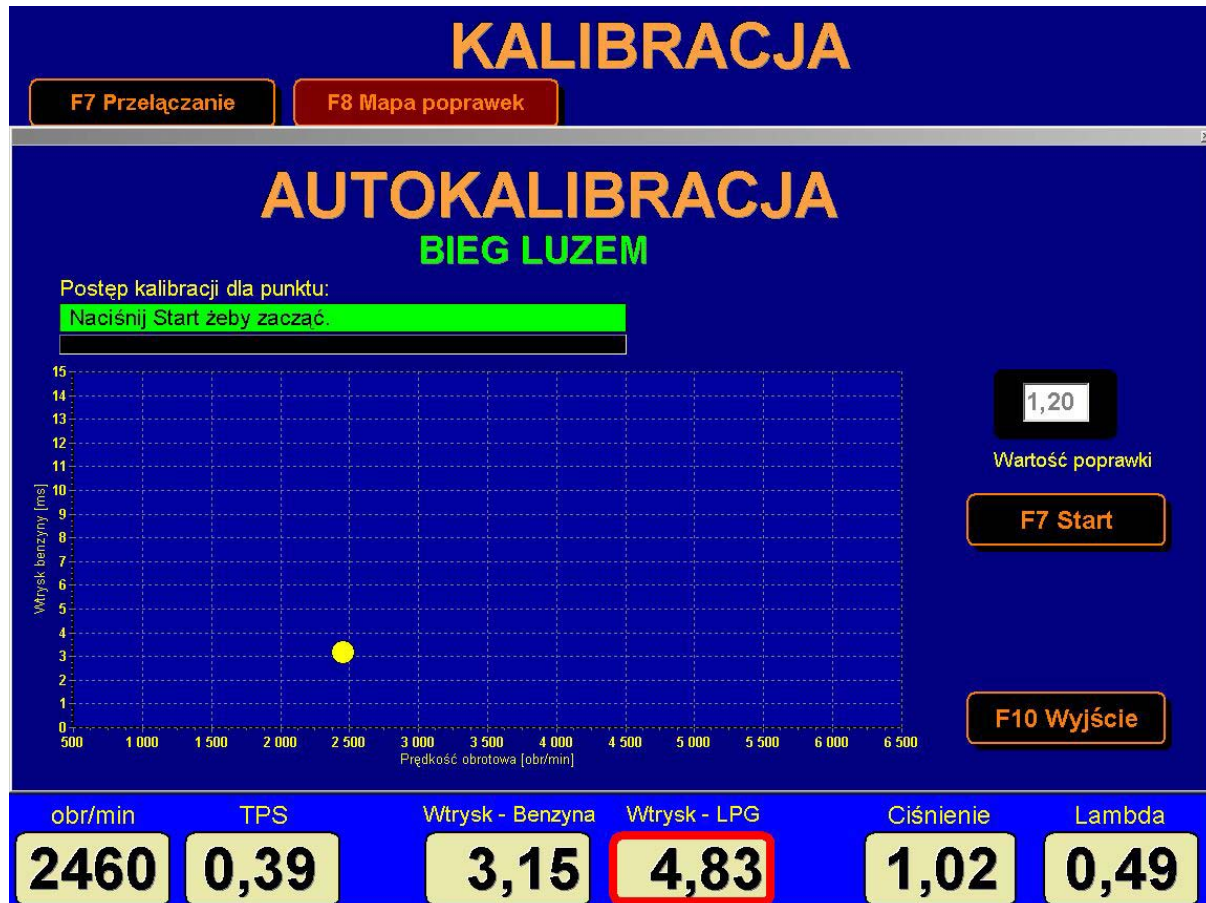 KALIBRACJA
F7 Przełączanie F8 Mapa poprawek
AUTOKALIBRACJA
BIEG LUZEM
Postęp kalibracji dla punktu:
Naciśnij Start żeby zacząć.
15
14
13
12
11
10
9
8
7
6
5
4
3
2
1
0
Wtrysk benzyny [ms]
500 1 000 1 500 2 000 2 500 3 000 3 500 4 000 4 500 5 000 5 500 6 000 6 500
Prędkość obrotowa [obr/min]
1,20
Wartość poprawki
F7 Start
F10 Wyjście
obr/min TPS Wtrysk - Benzyna Wtrysk - LPG Ciśnienie Lambda
2460 0,39 3,15 4,83 1,02 0,49